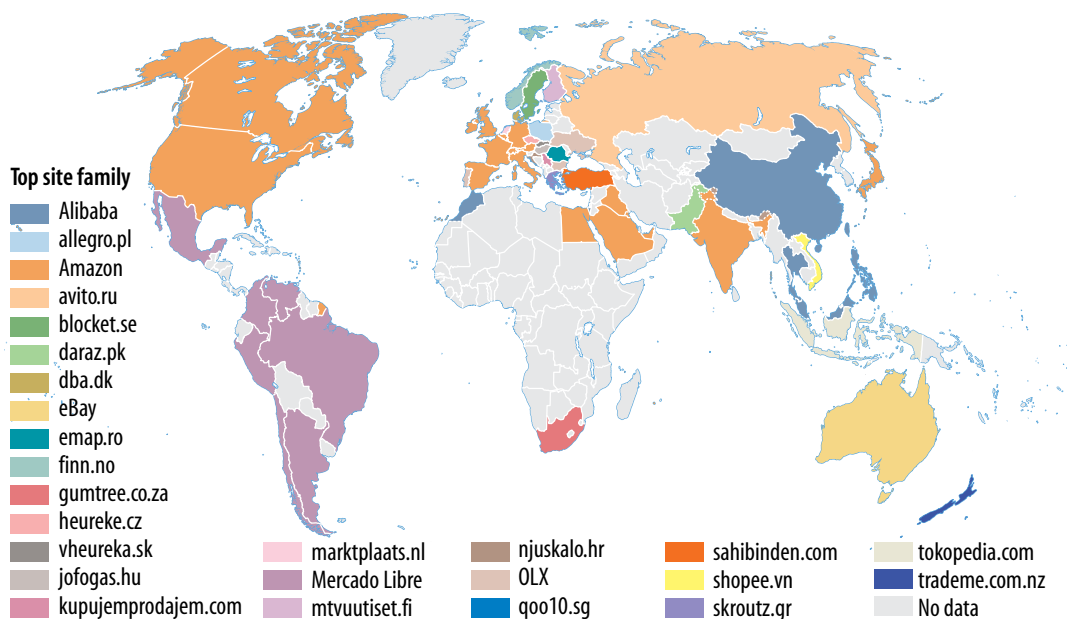 Top site family
Alibaba
allegro.pl
Amazon
avito.ru
blocket.se
daraz.pk
dba.dk
eBay
emap.ro
finn.no
gumtree.co.za
heureke.cz
vheureka.sk
jofogas.hu
kupujemprodajem.com
marktplaats.nl
Mercado Libre
mtvuutiset.fi
njuskalo.hr
OLX
qoo10.sg
sahibinden.com
shopee.vn
skroutz.gr
tokopedia.com
trademe.com.nz
No data